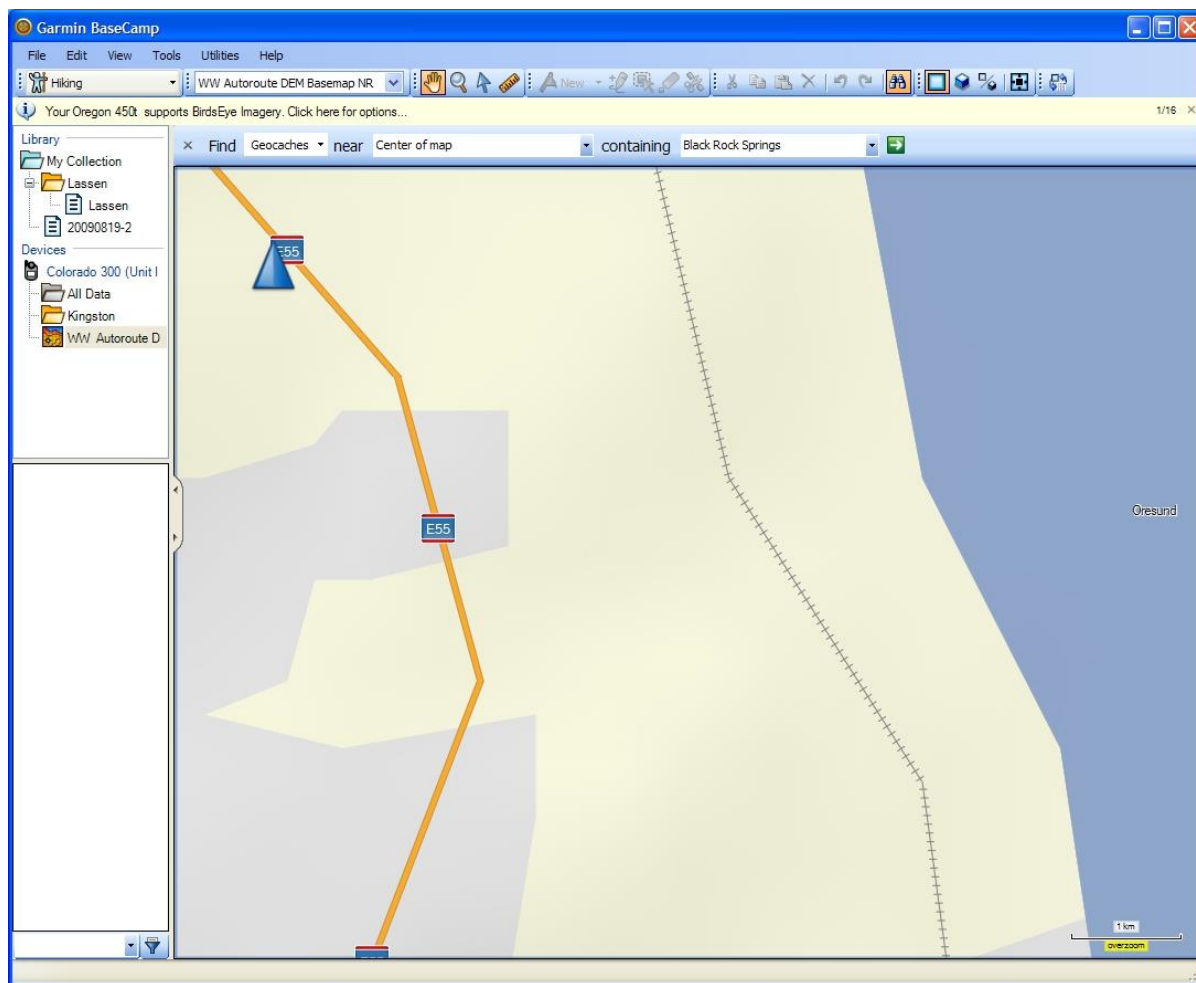 Garmin BaseCamp
File Edit View Tools Utilities Help
Hiking WW Autoroute DEM Basemap NR New
Your Oregon 450t supports BirdsEye Imagery. Click here for options... 1/16
Library
My Collection
Lassen
Lassen
20090819-2
Devices
Colorado 300 (Unit I
All Data
Kingston
WW Autoroute D
Find Geocaches near Center of map containing Black Rock Springs
E55
E55
Oresund
1 km
overzoom